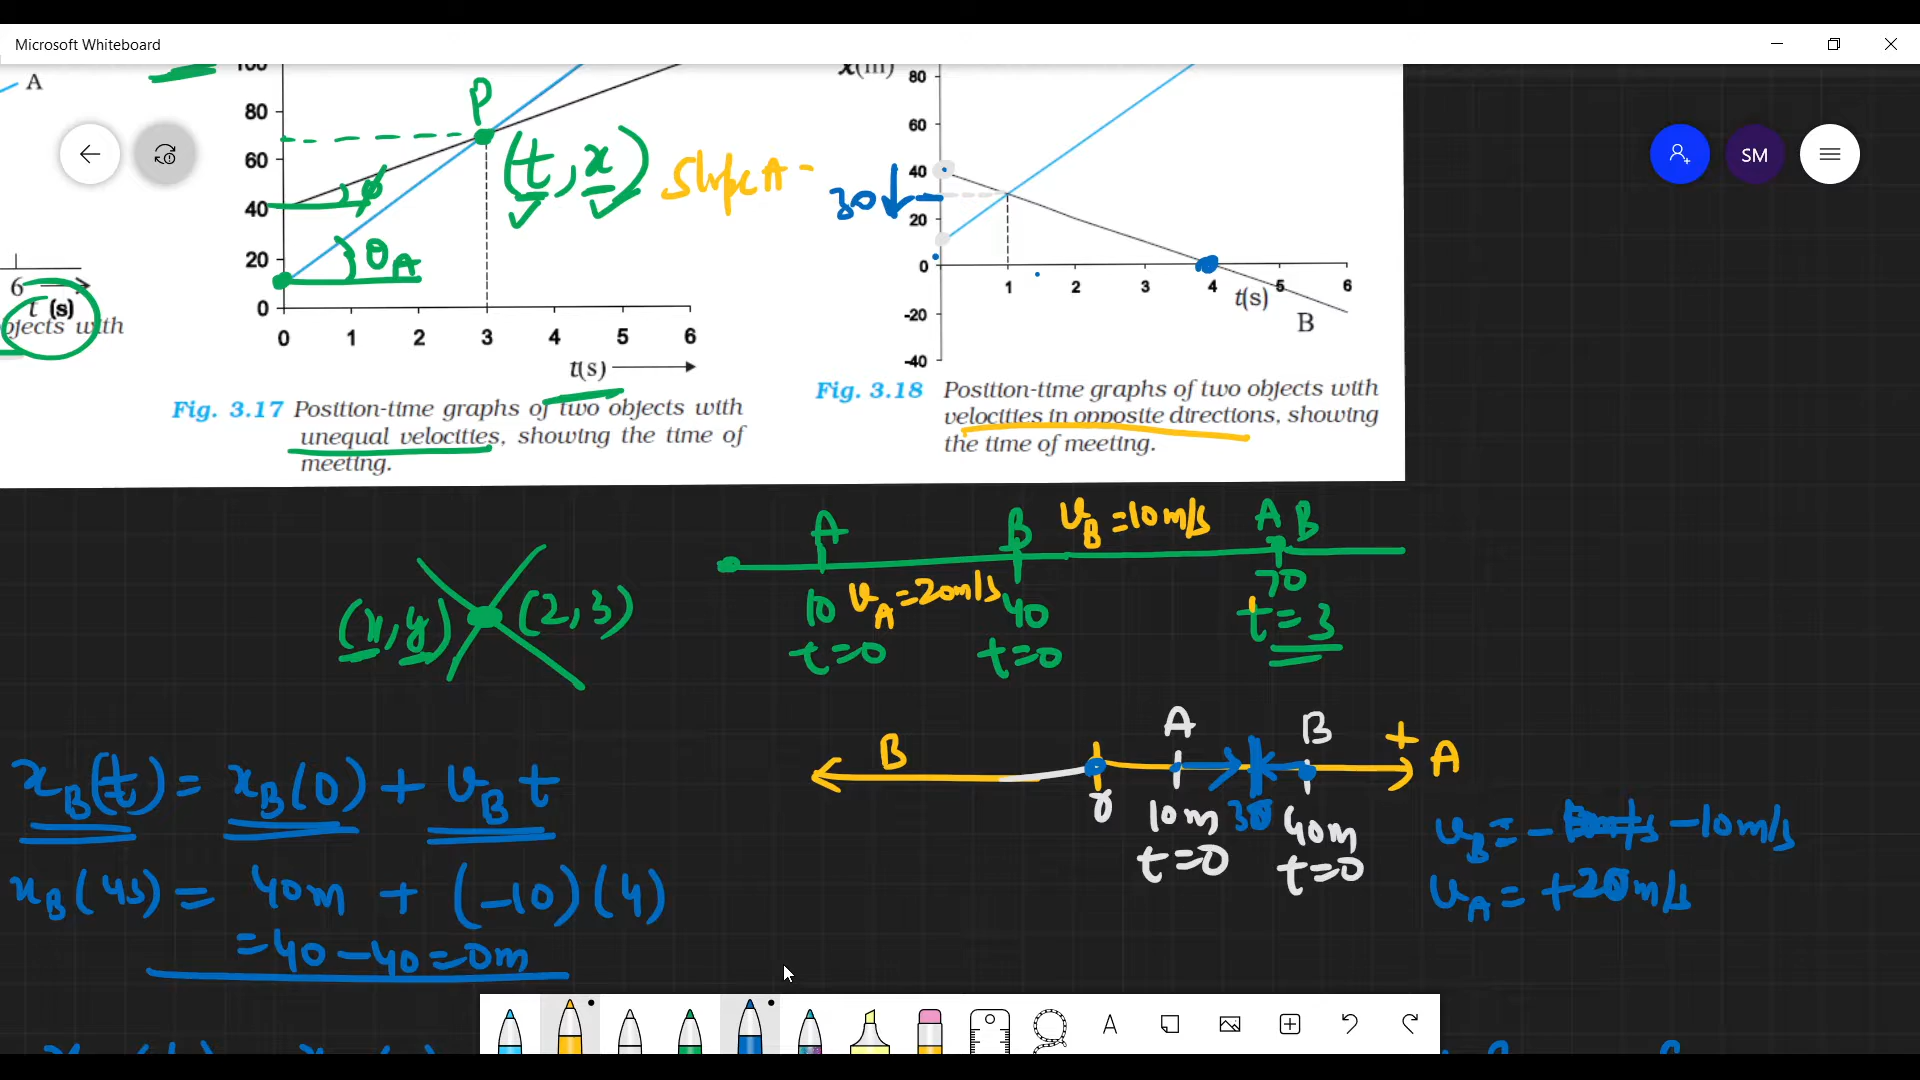 Microsoft Whiteboard
A
6
t (s)
objects with
100
80
60
40
20
0
0 1 2 3 4 5 6
t(s)
P
(t, x)
ϕ
θA
Slope A -
Fig. 3.17 Position-time graphs of two objects with
unequal velocities, showing the time of
meeting.
x(m)
80
60
40
20
0
-20
-40
30
1 2 3 4 5 6
t(s)
B
Fig. 3.18 Position-time graphs of two objects with
velocities in opposite directions, showing
the time of meeting.
SM
(x, y) (2, 3)
A B vB = 10 m/s A B
10 vA = 20 m/s 40 70
t=0 t=0 t = 3
B A B + A
10m 30 40m
t=0 t=0
vB = - -10 m/s
vA = +20 m/s
xB(t) = xB(0) + vB t
xB(4s) = 40m + (-10)(4)
= 40 - 40 = 0m